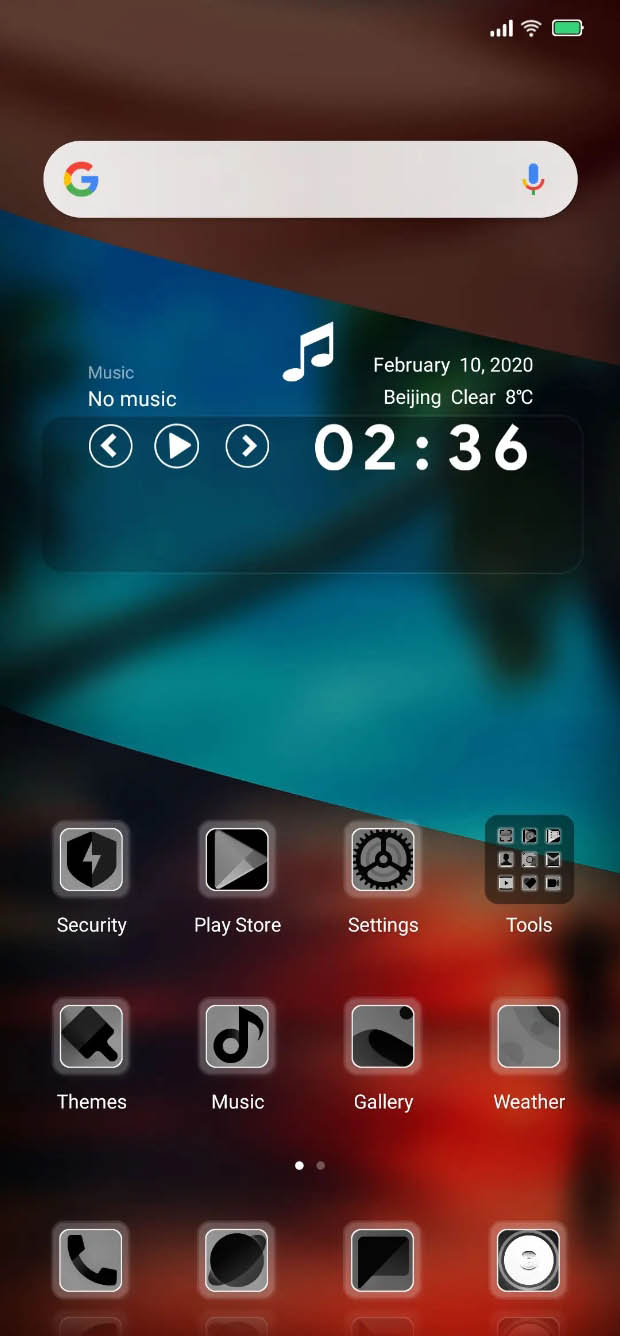 Music
No music
February 10, 2020
Beijing Clear 8℃
02:36
Security
Play Store
Settings
Tools
Themes
Music
Gallery
Weather